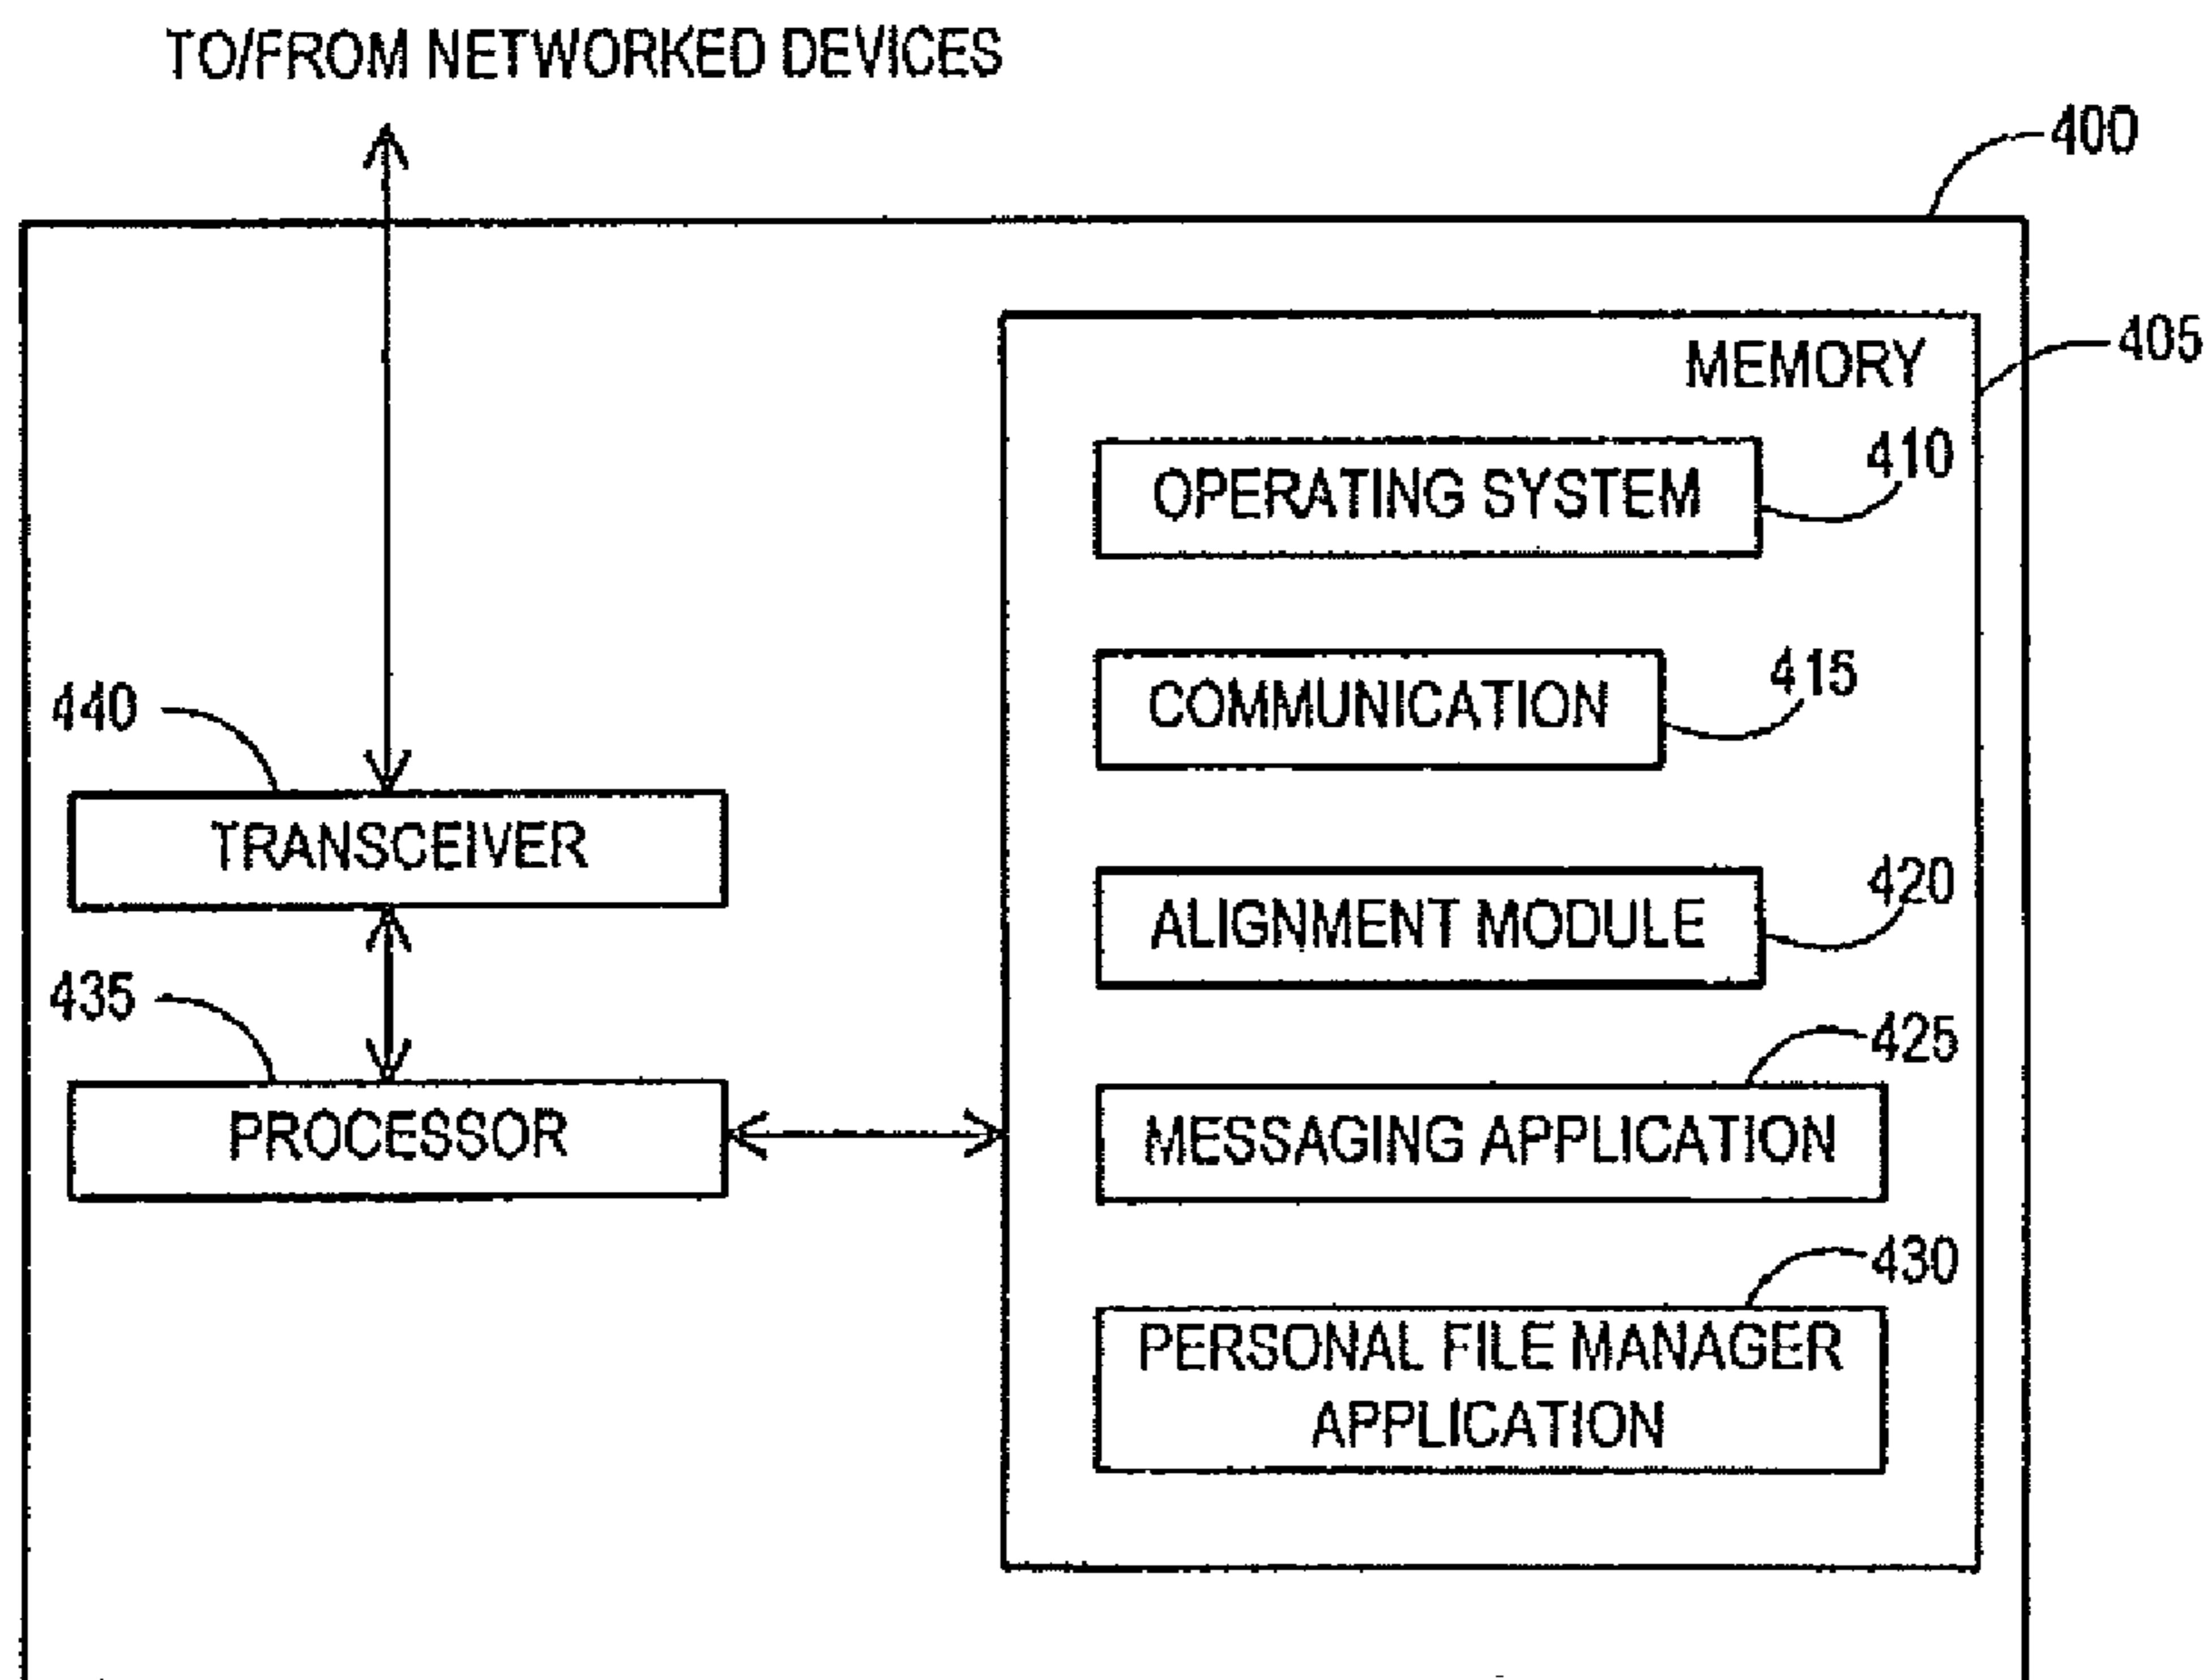 TO/FROM NETWORKED DEVICES
400
405
MEMORY
410
OPERATING SYSTEM
415
COMMUNICATION
440
TRANSCEIVER
420
ALIGNMENT MODULE
435
PROCESSOR
425
MESSAGING APPLICATION
430
PERSONAL FILE MANAGER
APPLICATION